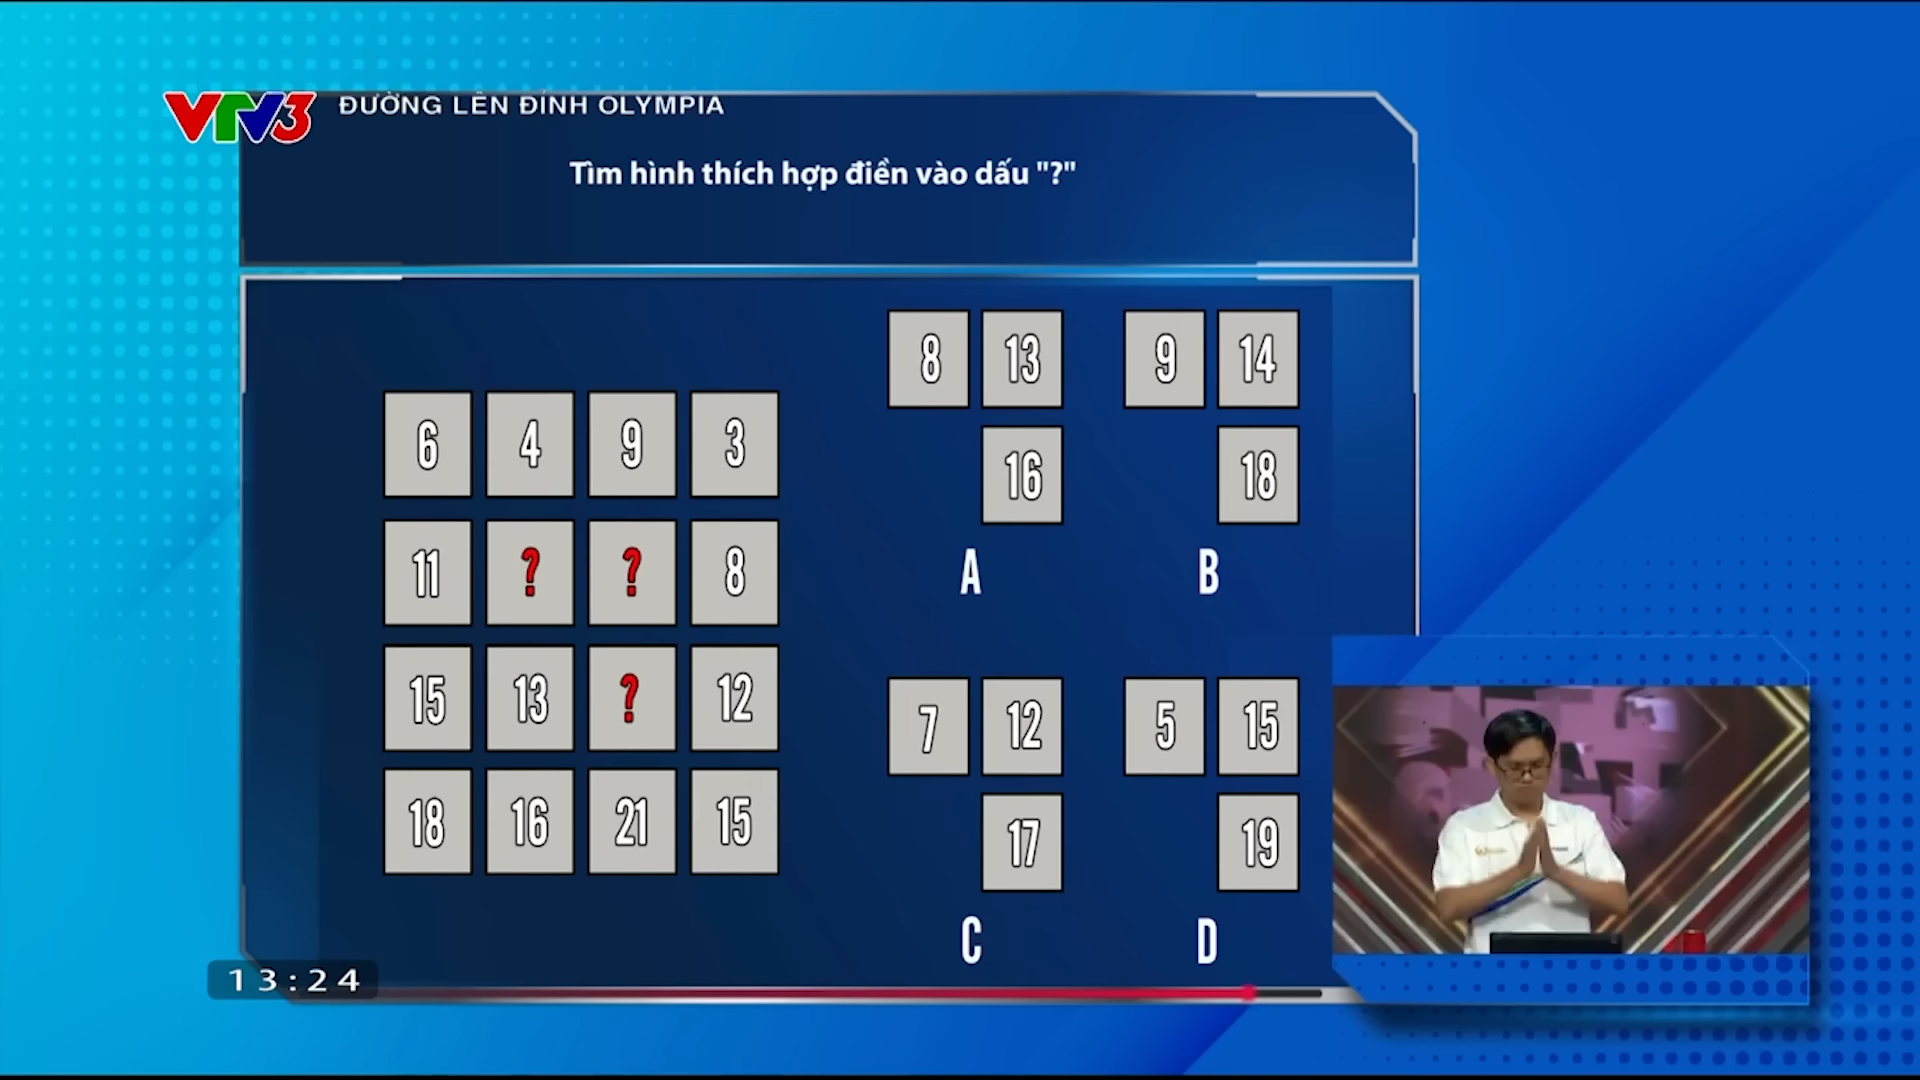 VTV3 ĐƯỜNG LÊN ĐỈNH OLYMPIA
Tìm hình thích hợp điền vào dấu "?"
6 4 9 3
11 ? ? 8
15 13 ? 12
18 16 21 15
8 13
16
A
9 14
18
B
7 12
17
C
5 15
19
D
13:24